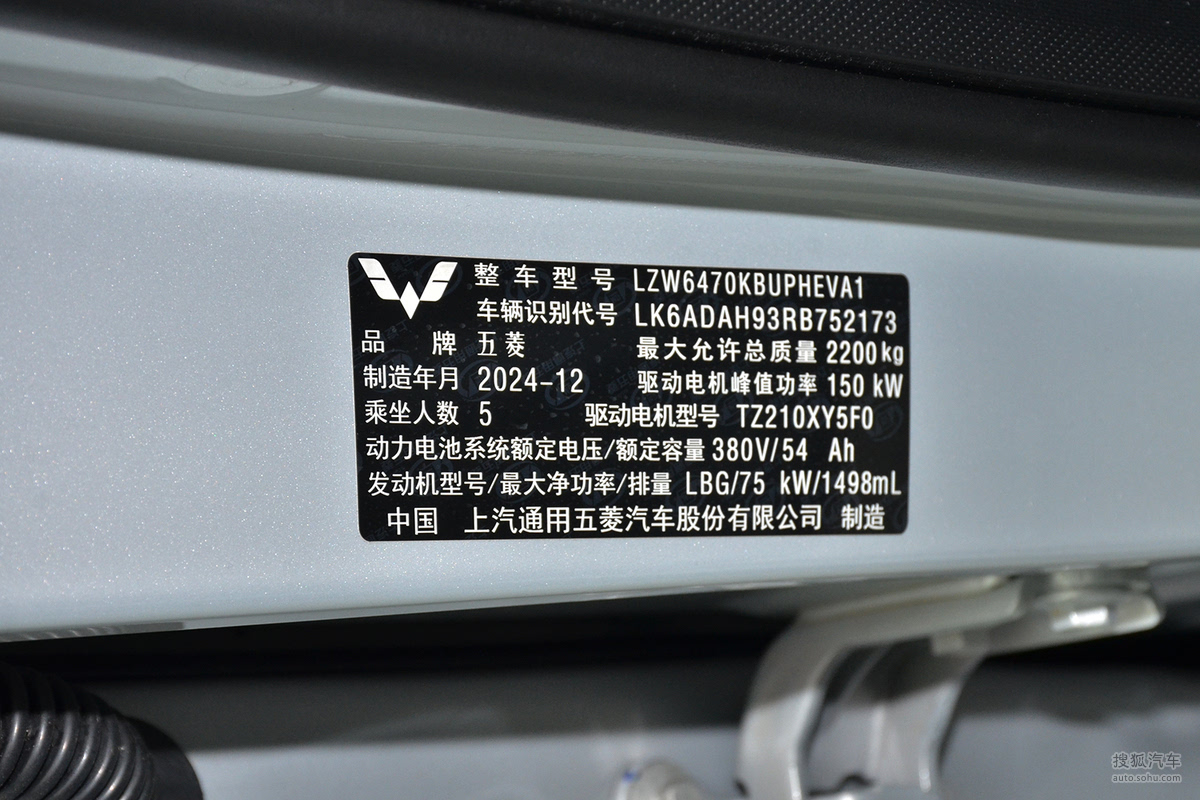 整车型号 LZW6470KBUPHEVA1
车辆识别代号 LK6ADAH93RB752173
品牌 五菱 最大允许总质量 2200kg
制造年月 2024-12 驱动电机峰值功率 150 kW
乘坐人数 5 驱动电机型号 TZ210XY5F0
动力电池系统额定电压/额定容量 380V/54 Ah
发动机型号/最大净功率/排量 LBG/75 kW/1498mL
中国 上汽通用五菱汽车股份有限公司 制造
搜狐汽车
auto.sohu.com